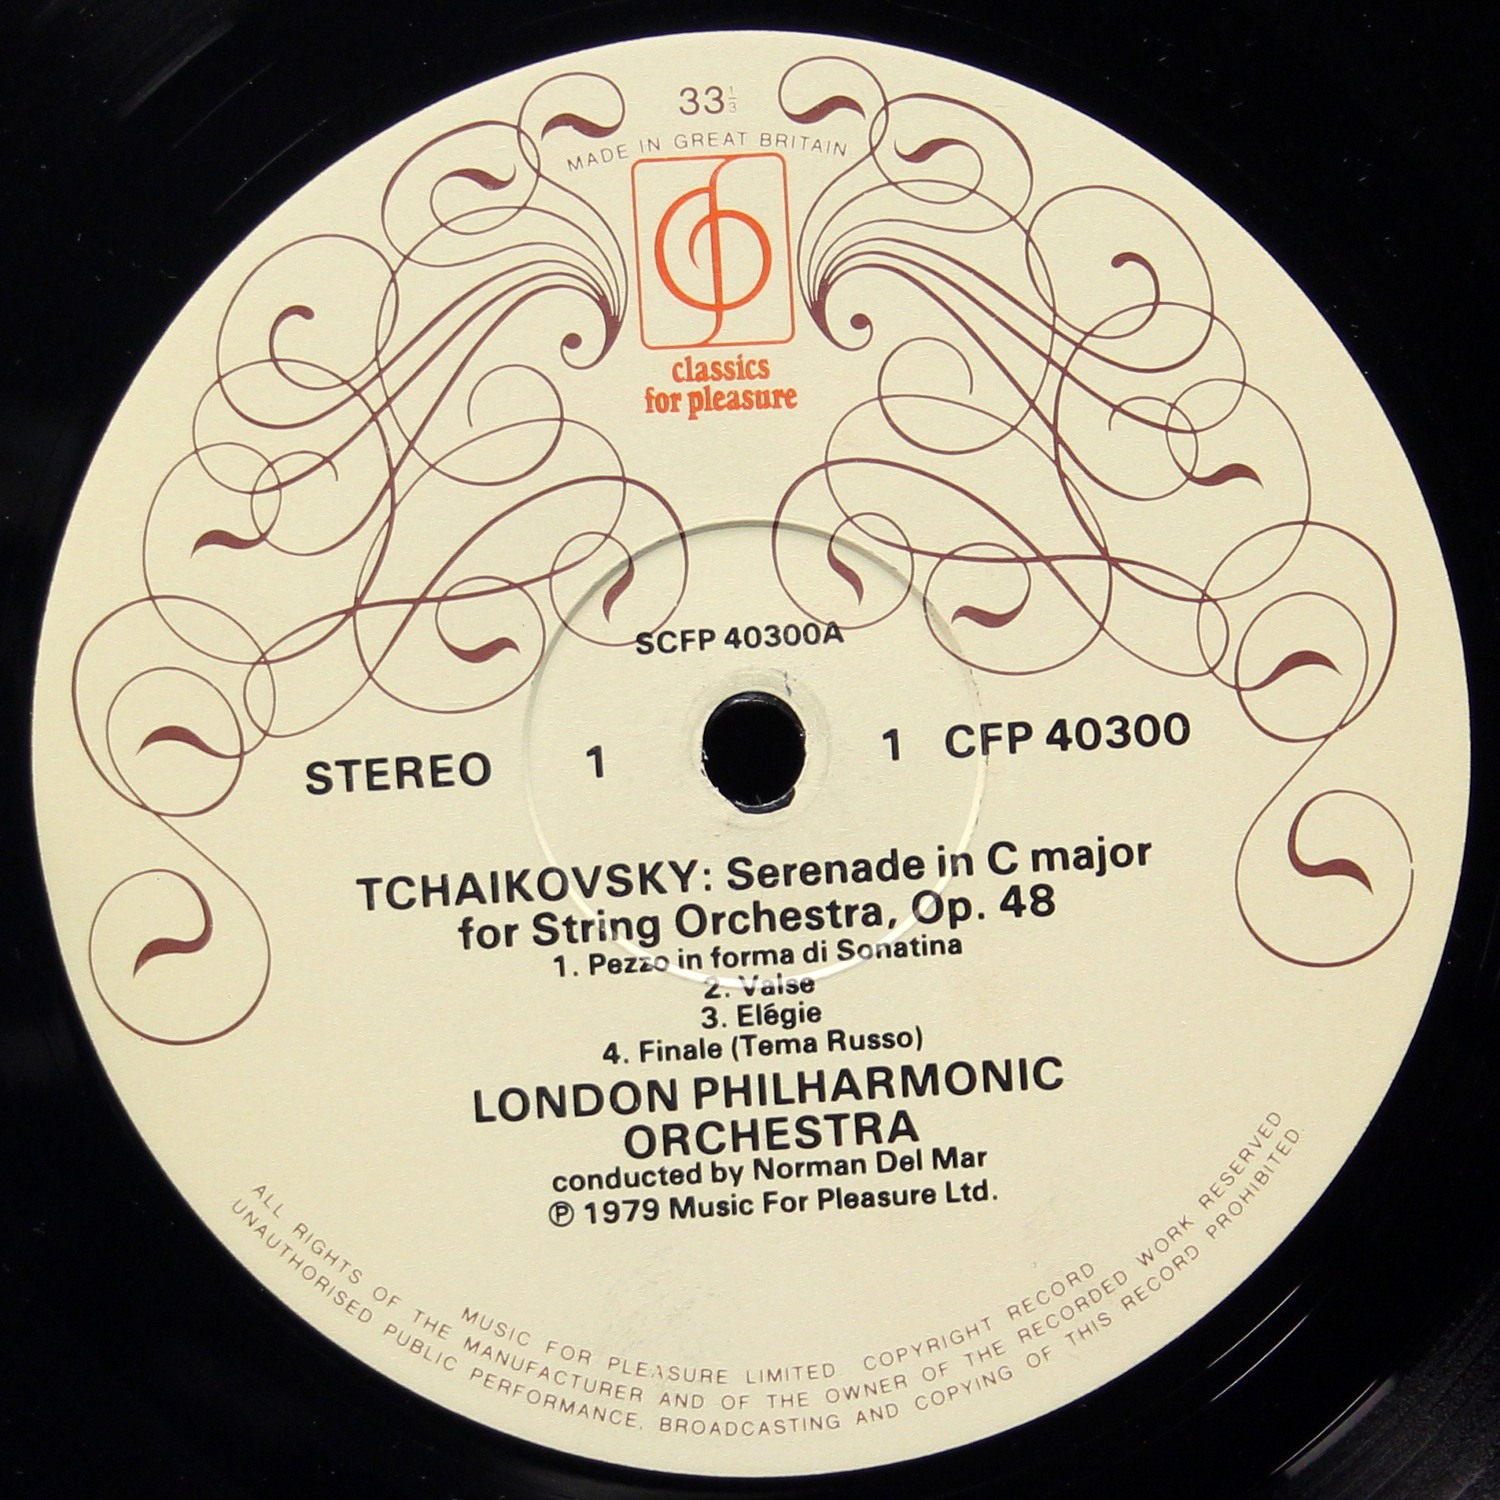 33⅓
MADE IN GREAT BRITAIN
classics
for pleasure
SCFP 40300A
STEREO 1 1 CFP 40300
TCHAIKOVSKY: Serenade in C major
for String Orchestra, Op. 48
1. Pezzo in forma di Sonatina
2. Valse
3. Elégie
4. Finale (Tema Russo)
LONDON PHILHARMONIC
ORCHESTRA
conducted by Norman Del Mar
℗ 1979 Music For Pleasure Ltd.
MUSIC FOR PLEASURE LIMITED. COPYRIGHT RECORD
ALL RIGHTS OF THE MANUFACTURER AND OF THE OWNER OF THE RECORDED WORK RESERVED
UNAUTHORISED PUBLIC PERFORMANCE, BROADCASTING AND COPYING OF THIS RECORD PROHIBITED.